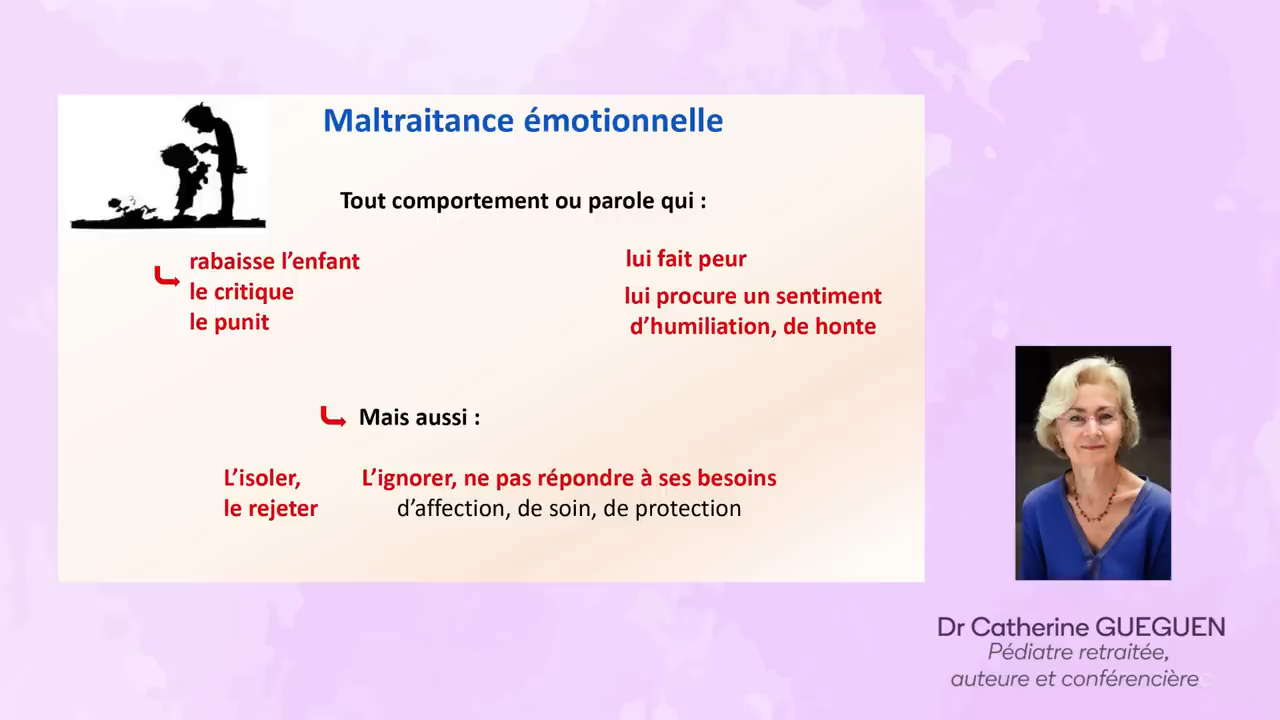 Maltraitance émotionnelle
Tout comportement ou parole qui :
rabaisse l’enfant
le critique
le punit
lui fait peur
lui procure un sentiment
d’humiliation, de honte
Mais aussi :
L’isoler,
le rejeter
L’ignorer, ne pas répondre à ses besoins
d’affection, de soin, de protection
Dr Catherine GUEGUEN
Pédiatre retraitée,
auteure et conférencière